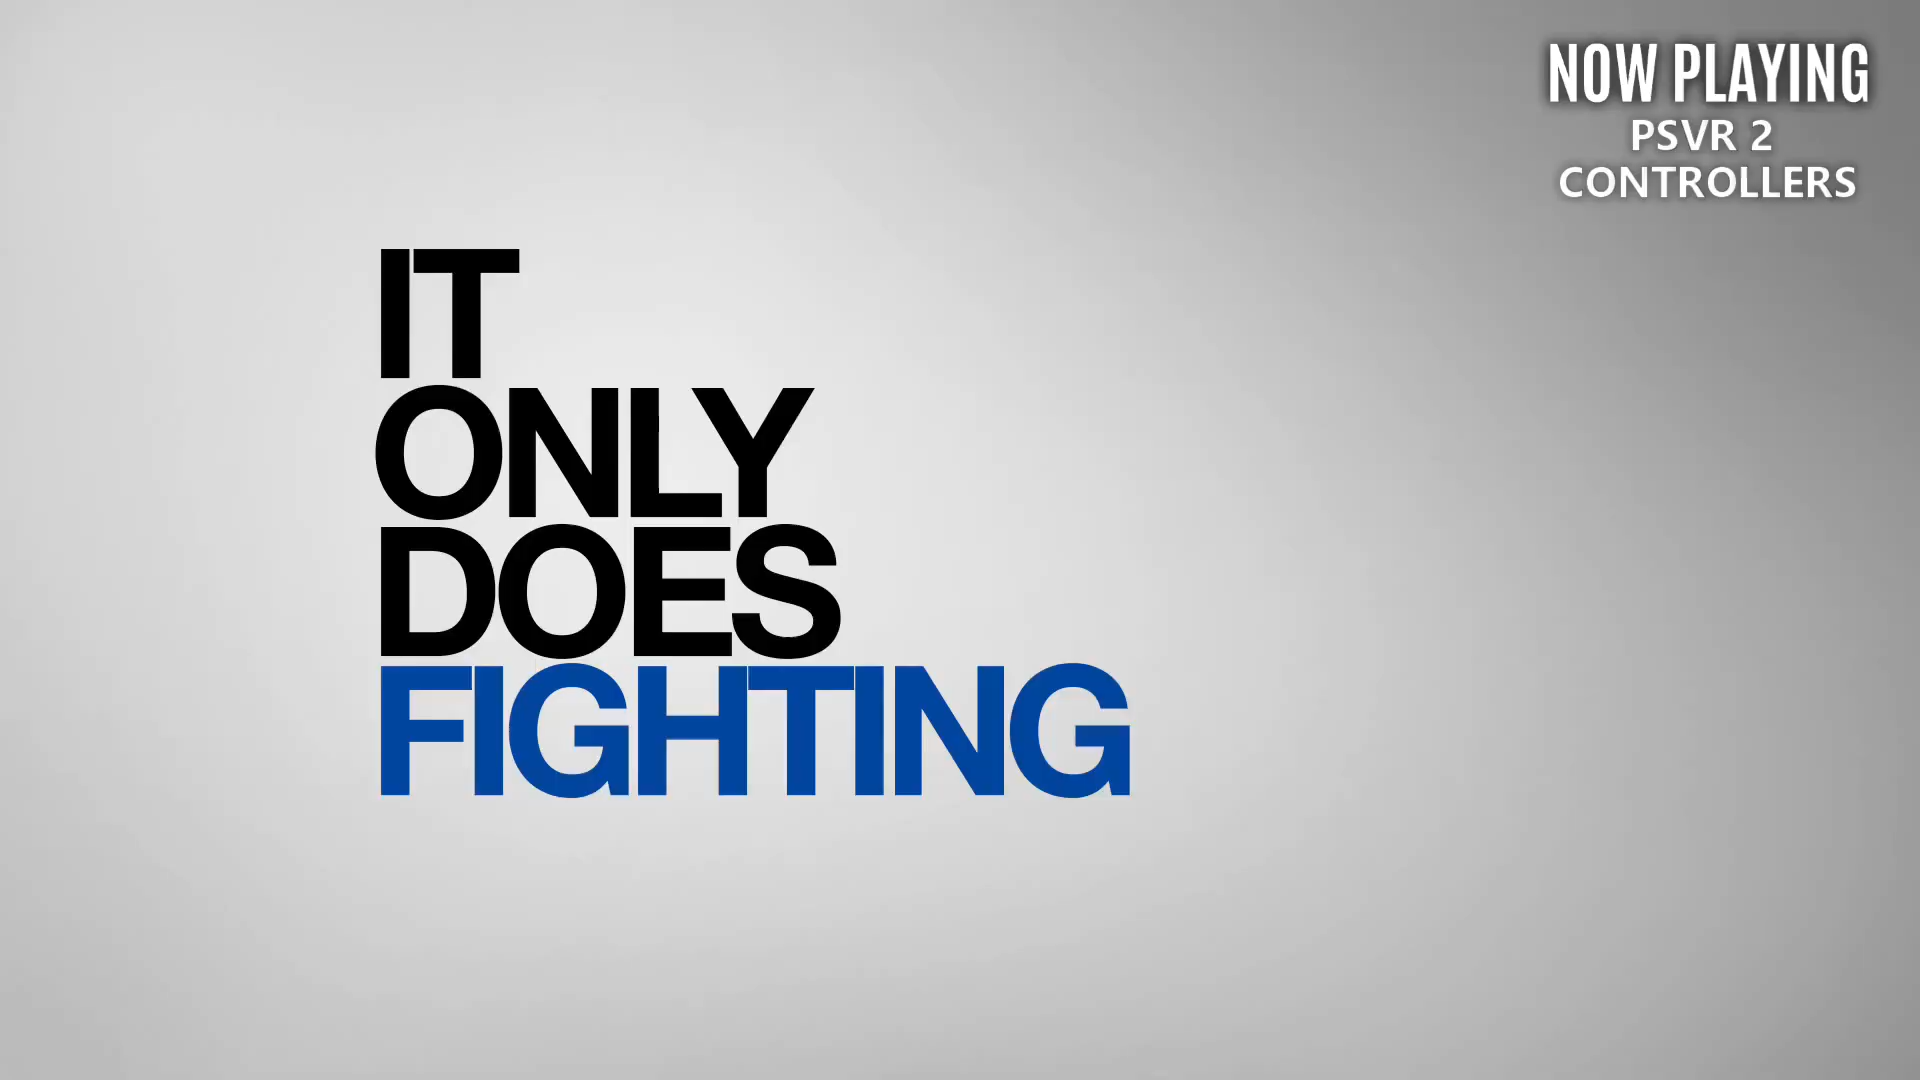 NOW PLAYING
PSVR 2
CONTROLLERS
IT
ONLY
DOES
FIGHTING